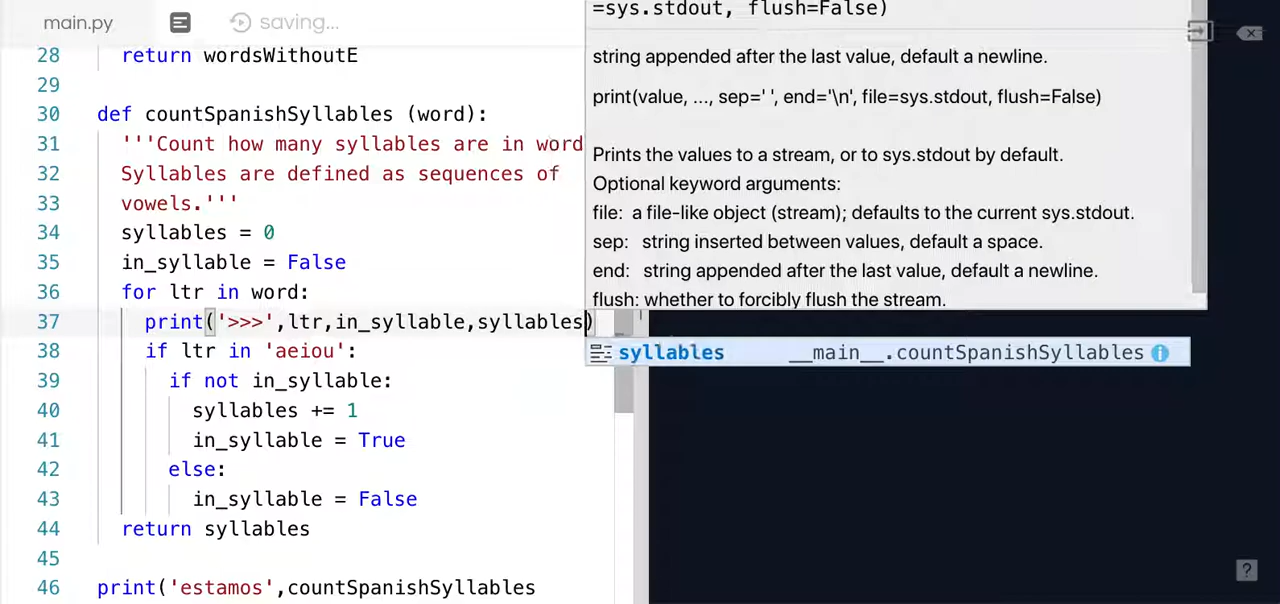 main.py saving...
28 return wordsWithoutE
29
30 def countSpanishSyllables (word):
31 '''Count how many syllables are in word
32 Syllables are defined as sequences of
33 vowels.'''
34 syllables = 0
35 in_syllable = False
36 for ltr in word:
37 print('>>>',ltr,in_syllable,syllables)
38 if ltr in 'aeiou':
39 if not in_syllable:
40 syllables += 1
41 in_syllable = True
42 else:
43 in_syllable = False
44 return syllables
45
46 print('estamos',countSpanishSyllables
=sys.stdout, flush=False)
string appended after the last value, default a newline.
print(value, ..., sep=' ', end='\n', file=sys.stdout, flush=False)
Prints the values to a stream, or to sys.stdout by default.
Optional keyword arguments:
file: a file-like object (stream); defaults to the current sys.stdout.
sep: string inserted between values, default a space.
end: string appended after the last value, default a newline.
flush: whether to forcibly flush the stream.
syllables __main__.countSpanishSyllables
?